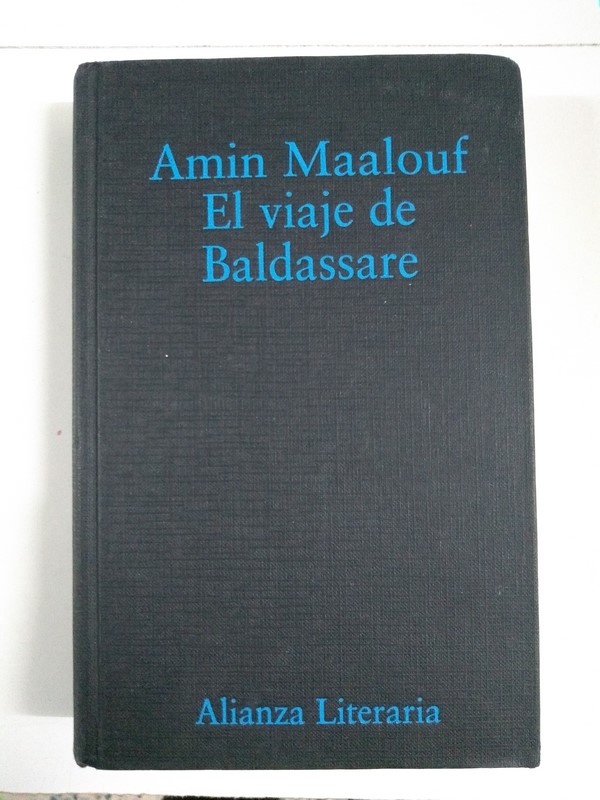 Amin Maalouf
El viaje de
Baldassare
Alianza Literaria